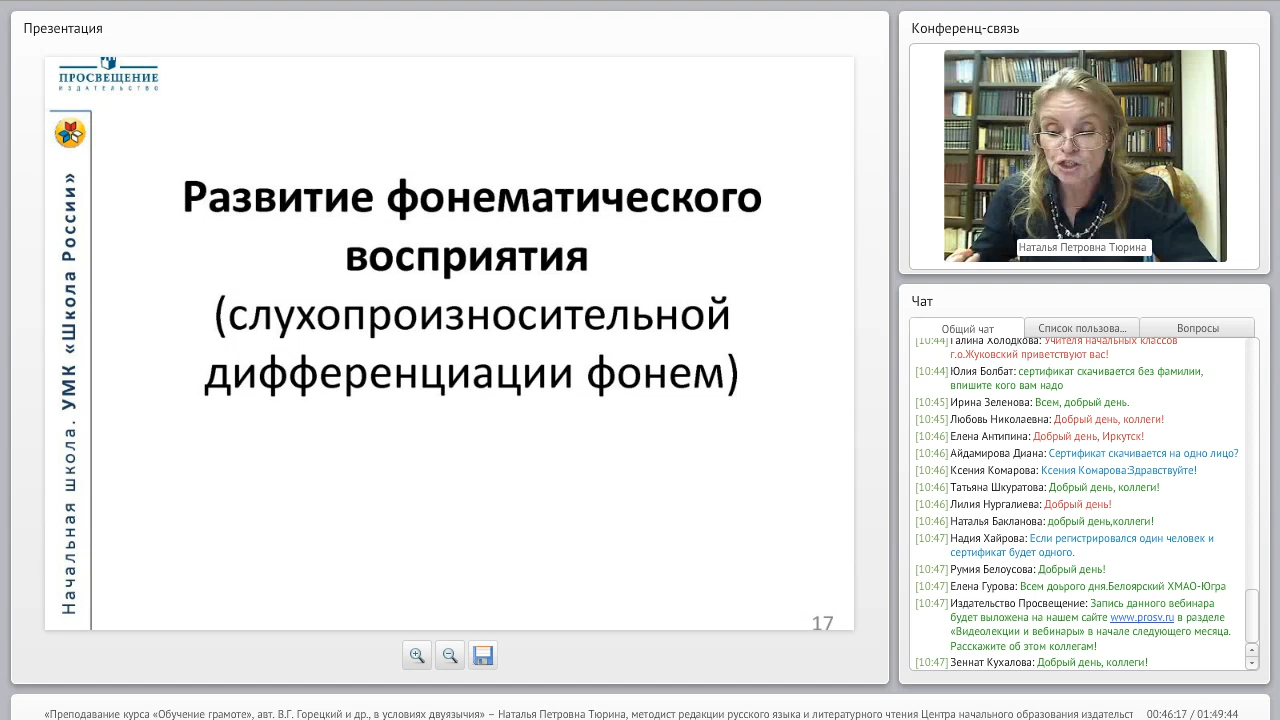 Презентация
ПРОСВЕЩЕНИЕ
ИЗДАТЕЛЬСТВО
Начальная школа. УМК «Школа России»
Развитие фонематического
восприятия
(слухопроизносительной
дифференциации фонем)
17
Конференц-связь
Наталья Петровна Тюрина
Чат
Общий чат
Список пользова...
Вопросы
[10:44] Галина Холодкова: Учителя начальных классов
г.о.Жуковский приветствуют вас!
[10:44] Юлия Болбат: сертификат скачивается без фамилии,
впишите кого вам надо
[10:45] Ирина Зеленова: Всем, добрый день.
[10:45] Любовь Николаевна: Добрый день, коллеги!
[10:46] Елена Антипина: Добрый день, Иркутск!
[10:46] Айдамирова Диана: Сертификат скачивается на одно лицо?
[10:46] Ксения Комарова: Ксения Комарова:Здравствуйте!
[10:46] Татьяна Шкуратова: Добрый день, коллеги!
[10:46] Лилия Нургалиева: Добрый день!
[10:46] Наталья Бакланова: добрый день,коллеги!
[10:47] Надия Хайрова: Если регистрировался один человек и
сертификат будет одного.
[10:47] Румия Белоусова: Добрый день!
[10:47] Елена Гурова: Всем доьрого дня.Белоярский ХМАО-Югра
[10:47] Издательство Просвещение: Запись данного вебинара
будет выложена на нашем сайте www.prosv.ru в разделе
«Видеолекции и вебинары» в начале следующего месяца.
Расскажите об этом коллегам!
[10:47] Зеннат Кухалова: Добрый день, коллеги!
«Преподавание курса «Обучение грамоте», авт. В.Г. Горецкий и др., в условиях двуязычия» – Наталья Петровна Тюрина, методист редакции русского языка и литературного чтения Центра начального образования издательст
00:46:17 / 01:49:44